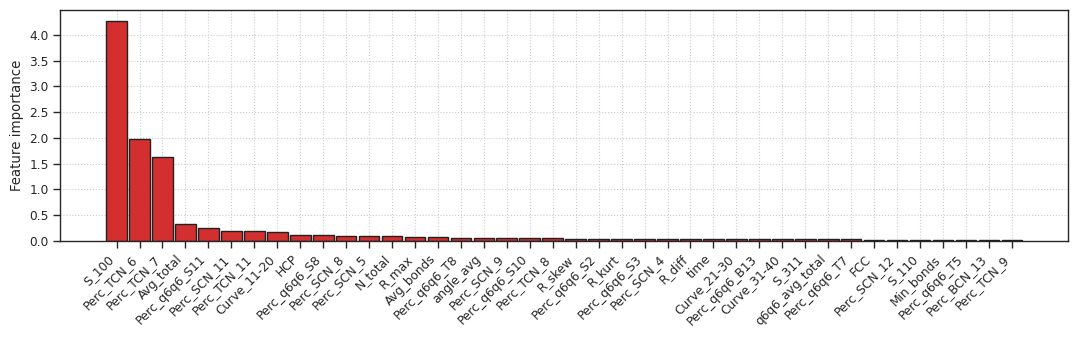 Feature importance
4.0
3.5
3.0
2.5
2.0
1.5
1.0
0.5
0.0
S_100
Perc_TCN_6
Perc_TCN_7
Avg_total
Perc_q6q6_S11
Perc_SCN_11
Perc_TCN_11
Curve_11-20
HCP
Perc_q6q6_S8
Perc_SCN_8
Perc_SCN_5
N_total
R_max
Avg_bonds
Perc_q6q6_T8
angle_avg
Perc_SCN_9
Perc_q6q6_S10
Perc_TCN_8
R_skew
Perc_q6q6_S2
R_kurt
Perc_q6q6_S3
Perc_SCN_4
R_diff
time
Curve_21-30
Perc_q6q6_B13
Curve_31-40
S_311
q6q6_avg_total
Perc_q6q6_T7
FCC
Perc_SCN_12
S_110
Min_bonds
Perc_q6q6_T5
Perc_BCN_13
Perc_TCN_9